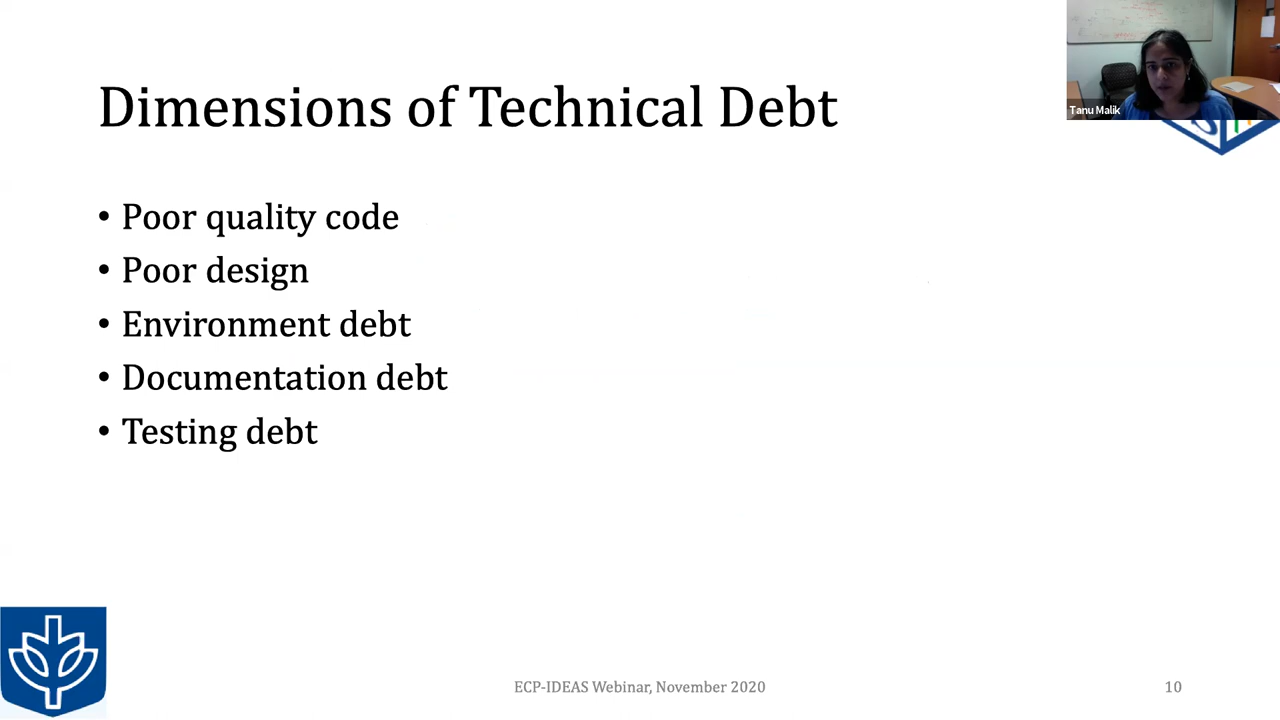 Dimensions of Technical Debt
Tanu Malik
• Poor quality code
• Poor design
• Environment debt
• Documentation debt
• Testing debt
ECP-IDEAS Webinar, November 2020
10